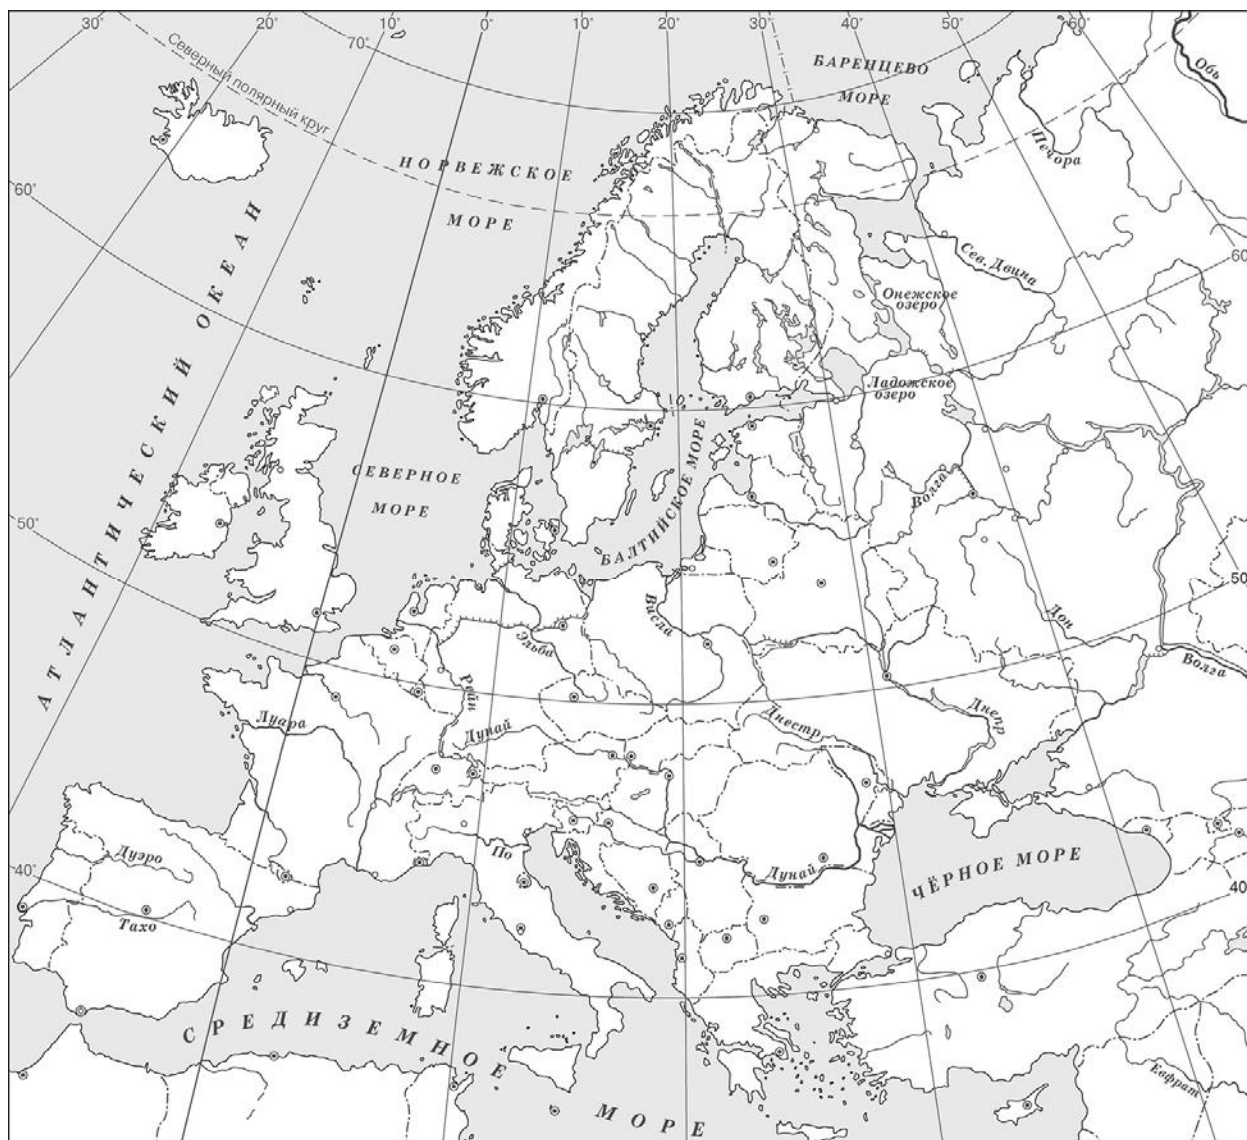 30°
20°
10°
0°
10°
20°
30°
40°
50°
60°
70°
Северный полярный круг
БАРЕНЦЕВО
МОРЕ
Обь
Печора
НОРВЕЖСКОЕ
МОРЕ
60°
60°
АТЛАНТИЧЕСКИЙ ОКЕАН
Сев. Двина
Онежское
озеро
Ладожское
озеро
СЕВЕРНОЕ
МОРЕ
БАЛТИЙСКОЕ МОРЕ
Волга
50°
50°
Висла
Эльба
Дон
Волга
Рейн
Луара
Дунай
Днестр
Днепр
По
Дунай
ЧЁРНОЕ МОРЕ
40°
40°
Дуэро
Тахо
СРЕДИЗЕМНОЕ
МОРЕ
Евфрат